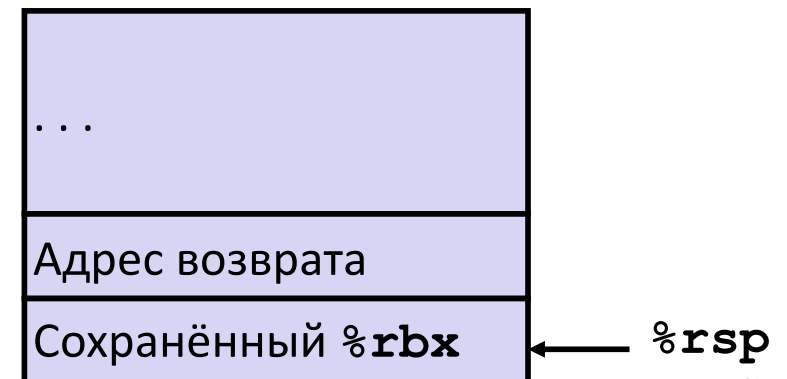 . . .
Адрес возврата
Сохранённый %rbx
%rsp